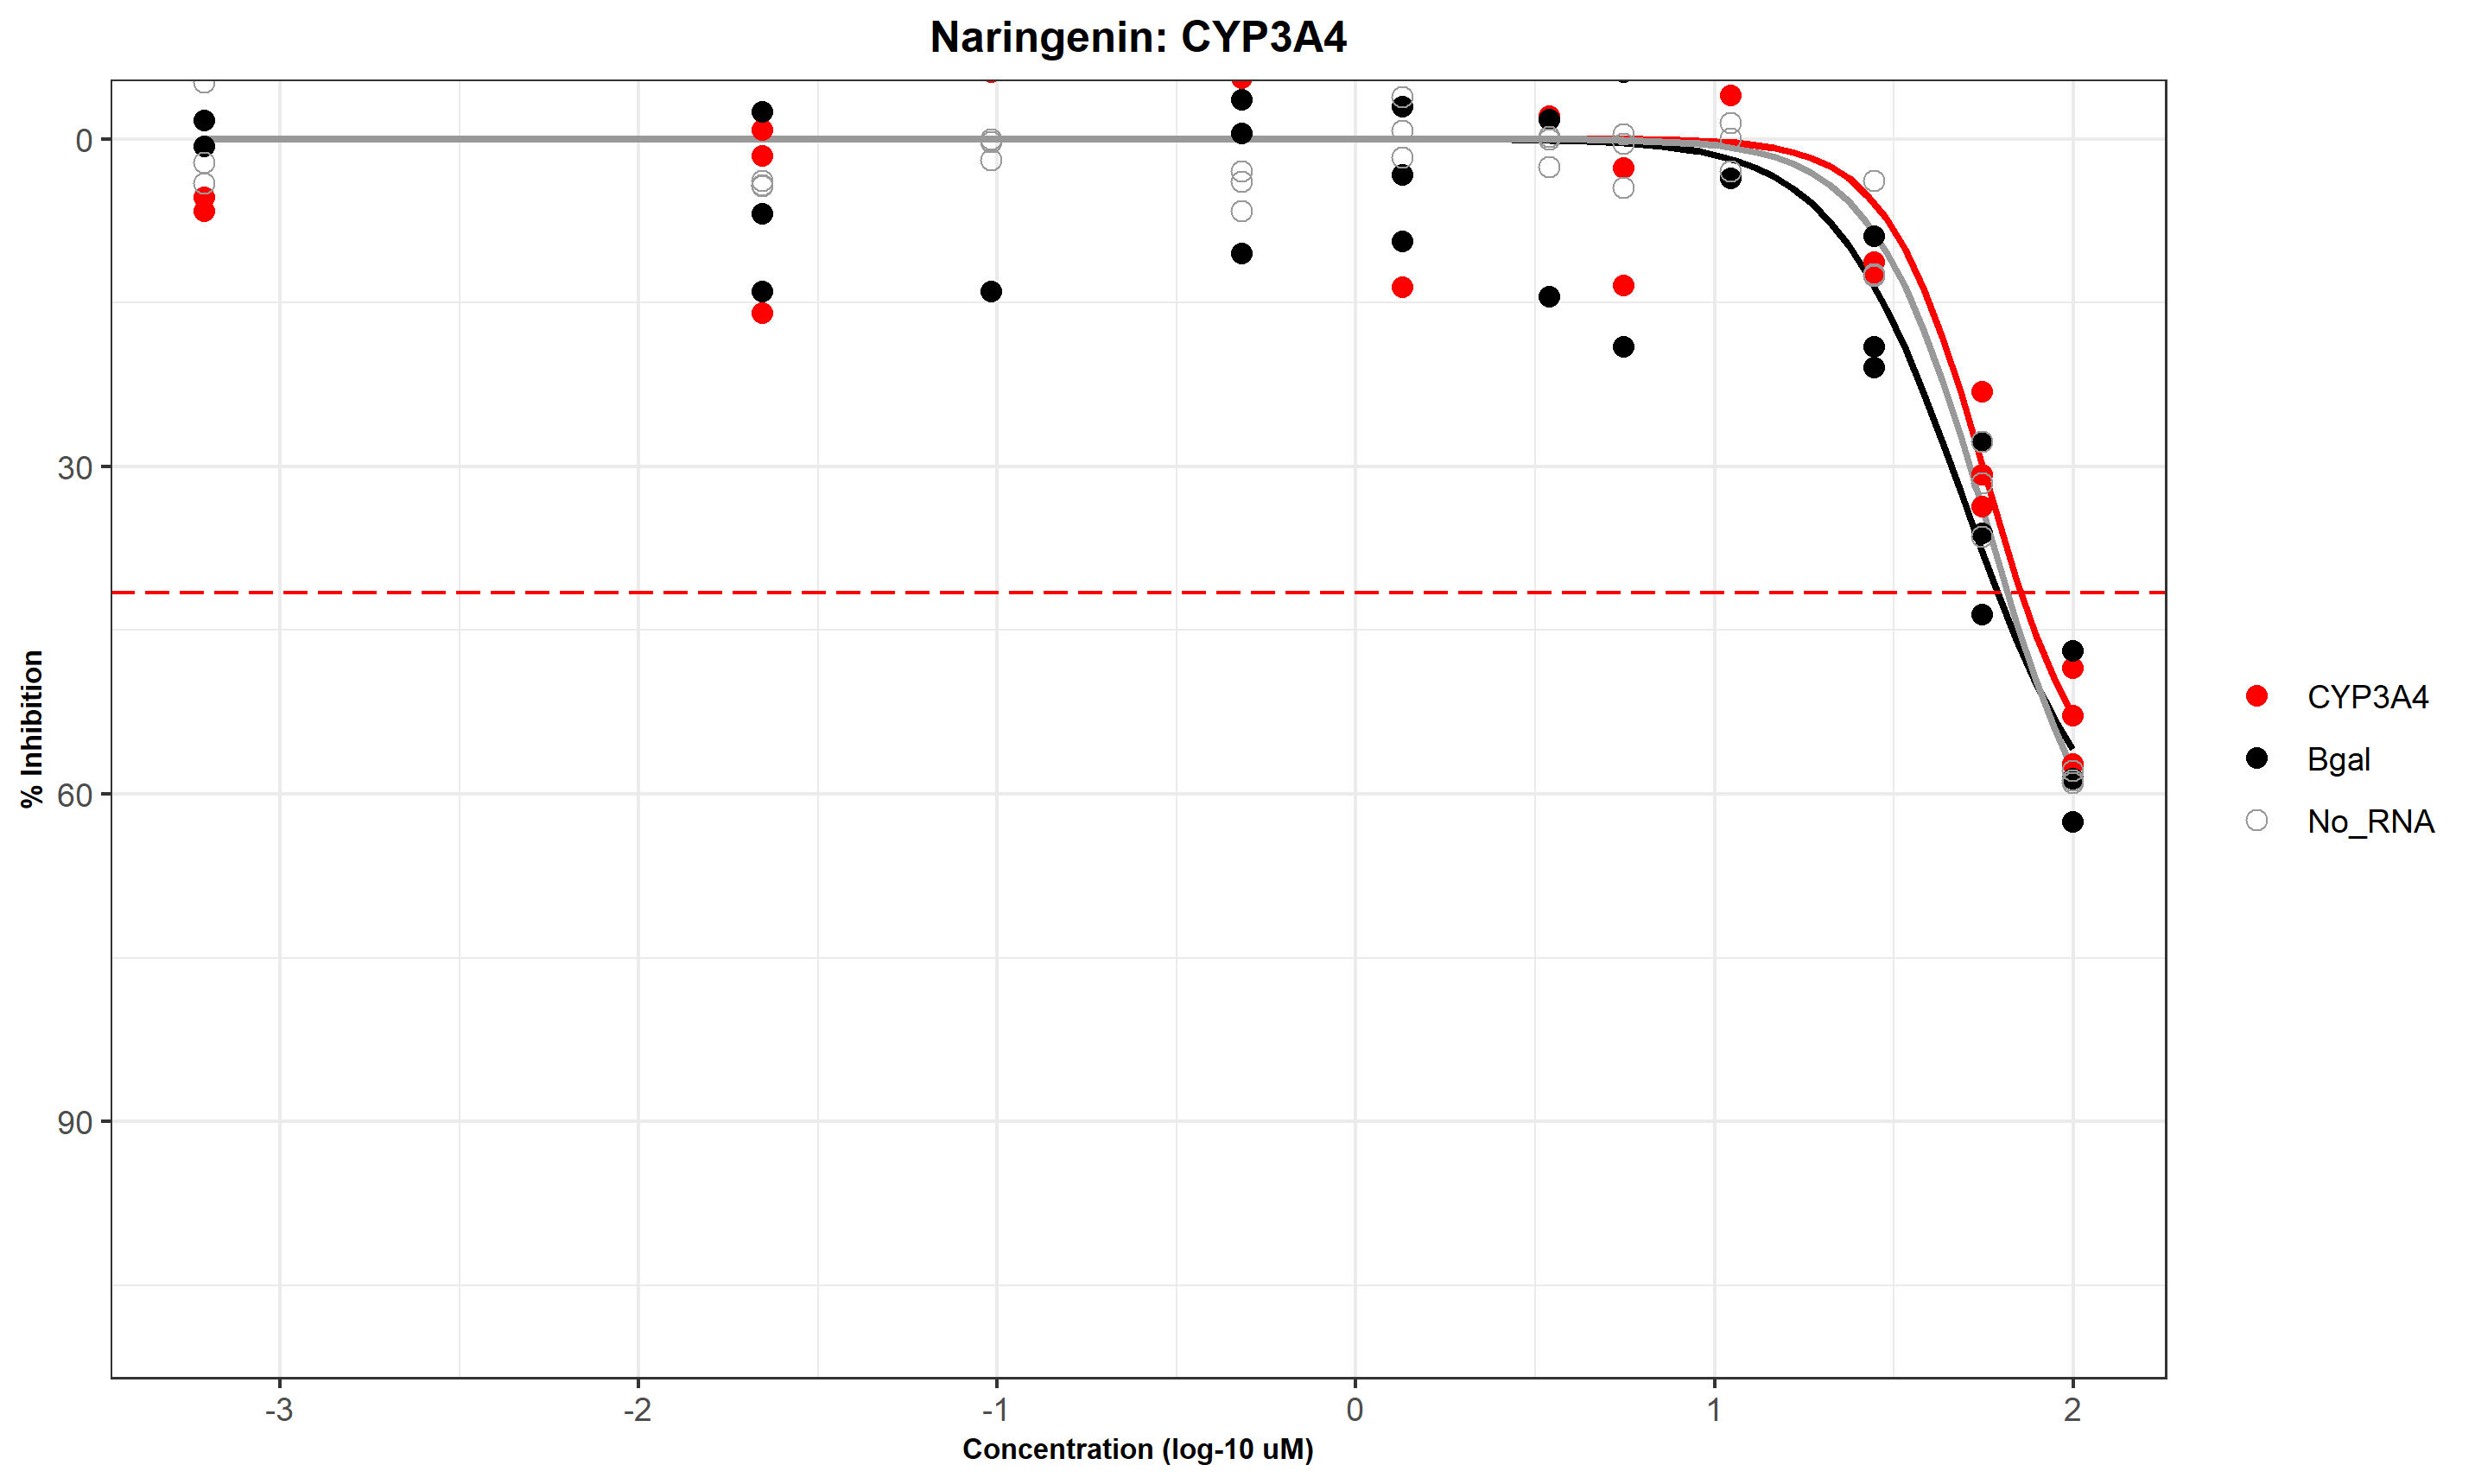 Naringenin: CYP3A4
% Inhibition
0
30
60
90
-3
-2
-1
0
1
2
Concentration (log-10 uM)
CYP3A4
Bgal
No_RNA